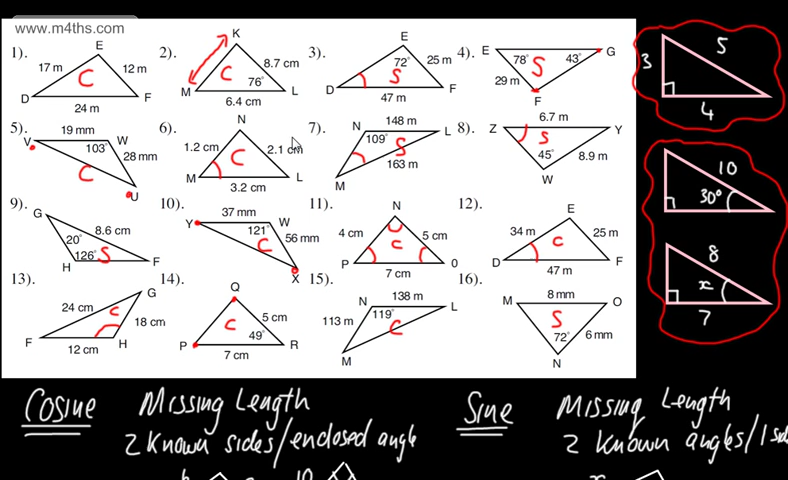 www.m4ths.com
1). E 17 m C 12 m D 24 m F
2). K C 8.7 cm 76° M 6.4 cm L
3). E 72° 25 m S D 47 m F
4). E 78° S 43° G 29 m F
3 5 4
5). 19 mm V W 103° 28 mm C U
6). N 1.2 cm C 2.1 cm M 3.2 cm L
7). 148 m N L 109° S 163 m M
8). 6.7 m Z S Y 45° 8.9 m W
10 30°
9). G 8.6 cm 20° 126° S H F
10). 37 mm Y W 121° C 56 mm X
11). N 4 cm C 5 cm P 7 cm O
12). E 34 m C 25 m D 47 m F
8 x 7
13). G 24 cm C 18 cm F 12 cm H
14). Q C 5 cm 49° P 7 cm R
15). 138 m N L 113 m 119° C M
16). 8 mm M O S 72° 6 mm N
Cosine Missing Length
2 Known sides/enclosed angle
Sine Missing Length
2 Known angles/1 side